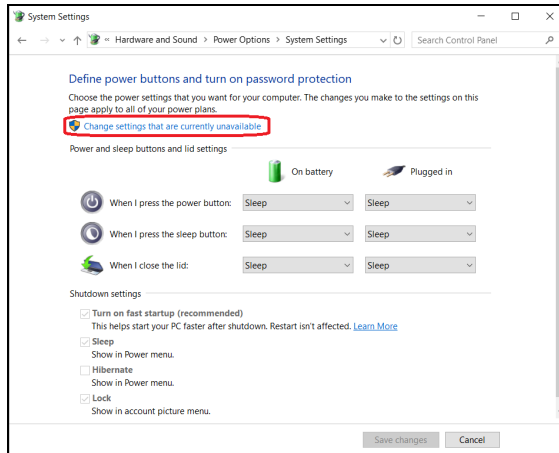 System Settings
« Hardware and Sound > Power Options > System Settings
Search Control Panel
Define power buttons and turn on password protection
Choose the power settings that you want for your computer. The changes you make to the settings on this
page apply to all of your power plans.
Change settings that are currently unavailable
Power and sleep buttons and lid settings
On battery Plugged in
When I press the power button: Sleep Sleep
When I press the sleep button: Sleep Sleep
When I close the lid: Sleep Sleep
Shutdown settings
Turn on fast startup (recommended)
This helps start your PC faster after shutdown. Restart isn't affected. Learn More
Sleep
Show in Power menu.
Hibernate
Show in Power menu.
Lock
Show in account picture menu.
Save changes Cancel